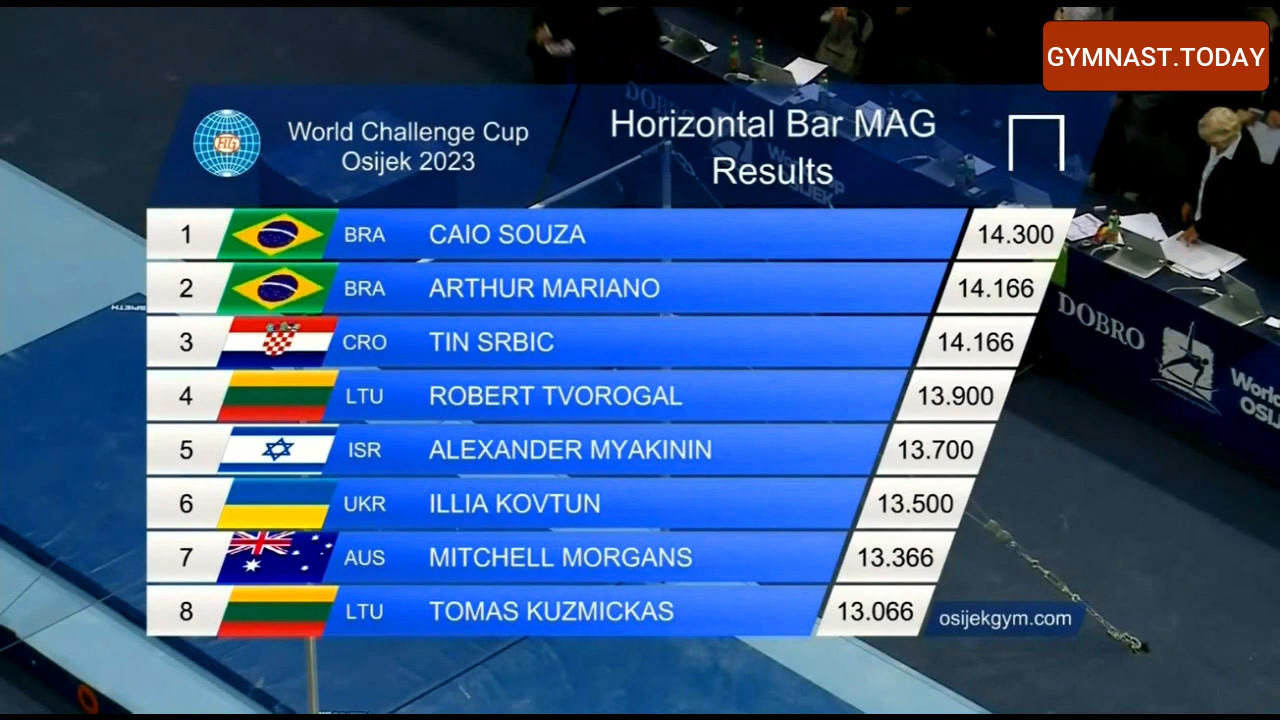 GYMNAST.TODAY
FIG
World Challenge Cup
Osijek 2023
Horizontal Bar MAG
Results
1 BRA CAIO SOUZA 14.300
2 BRA ARTHUR MARIANO 14.166
3 CRO TIN SRBIC 14.166
4 LTU ROBERT TVOROGAL 13.900
5 ISR ALEXANDER MYAKININ 13.700
6 UKR ILLIA KOVTUN 13.500
7 AUS MITCHELL MORGANS 13.366
8 LTU TOMAS KUZMICKAS 13.066
osijekgym.com
DOBRO
DOBRO
SPIETH